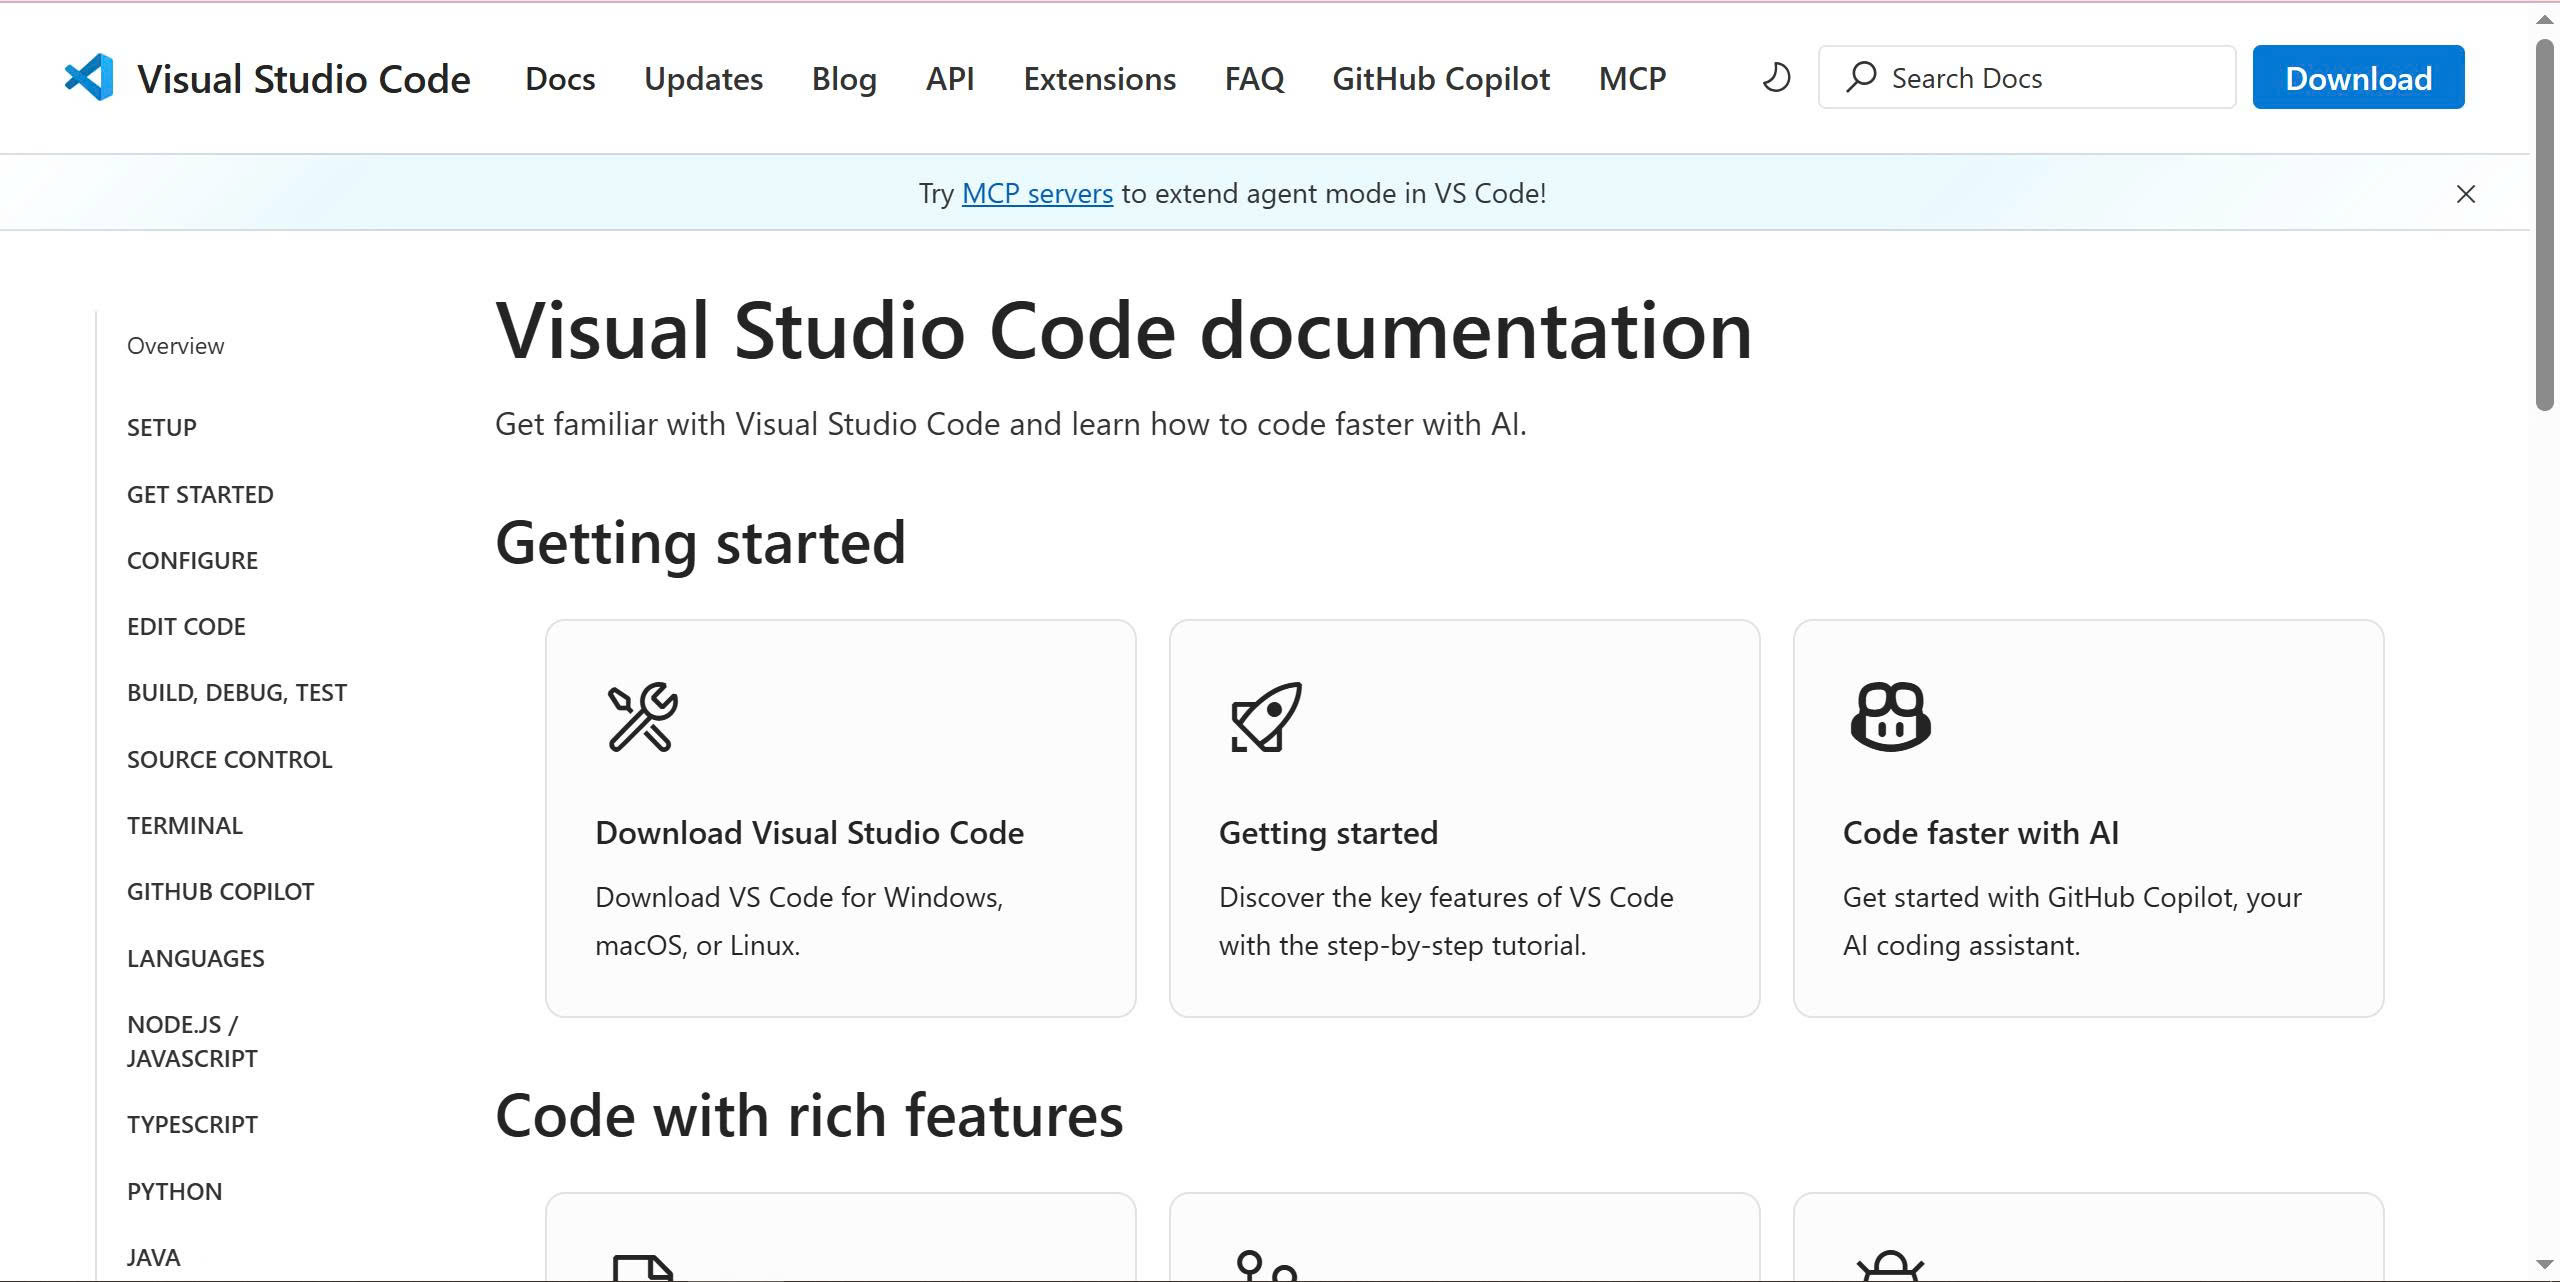 Visual Studio Code Docs Updates Blog API Extensions FAQ GitHub Copilot MCP Search Docs Download
Try MCP servers to extend agent mode in VS Code!
Overview
SETUP
GET STARTED
CONFIGURE
EDIT CODE
BUILD, DEBUG, TEST
SOURCE CONTROL
TERMINAL
GITHUB COPILOT
LANGUAGES
NODE.JS /
JAVASCRIPT
TYPESCRIPT
PYTHON
JAVA
Visual Studio Code documentation
Get familiar with Visual Studio Code and learn how to code faster with AI.
Getting started
Download Visual Studio Code
Download VS Code for Windows,
macOS, or Linux.
Getting started
Discover the key features of VS Code
with the step-by-step tutorial.
Code faster with AI
Get started with GitHub Copilot, your
AI coding assistant.
Code with rich features